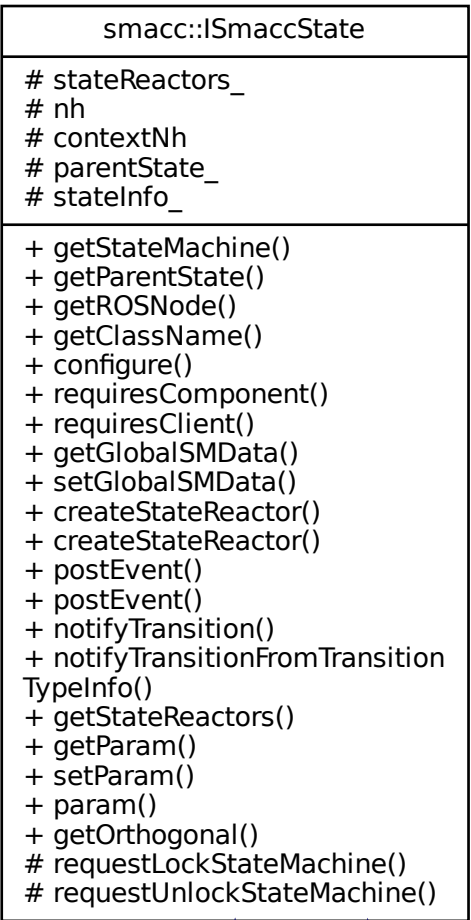 smacc::ISmaccState
# stateReactors_
# nh
# contextNh
# parentState_
# stateInfo_
+ getStateMachine()
+ getParentState()
+ getROSNode()
+ getClassName()
+ configure()
+ requiresComponent()
+ requiresClient()
+ getGlobalSMData()
+ setGlobalSMData()
+ createStateReactor()
+ createStateReactor()
+ postEvent()
+ postEvent()
+ notifyTransition()
+ notifyTransitionFromTransition
TypeInfo()
+ getStateReactors()
+ getParam()
+ setParam()
+ param()
+ getOrthogonal()
# requestLockStateMachine()
# requestUnlockStateMachine()